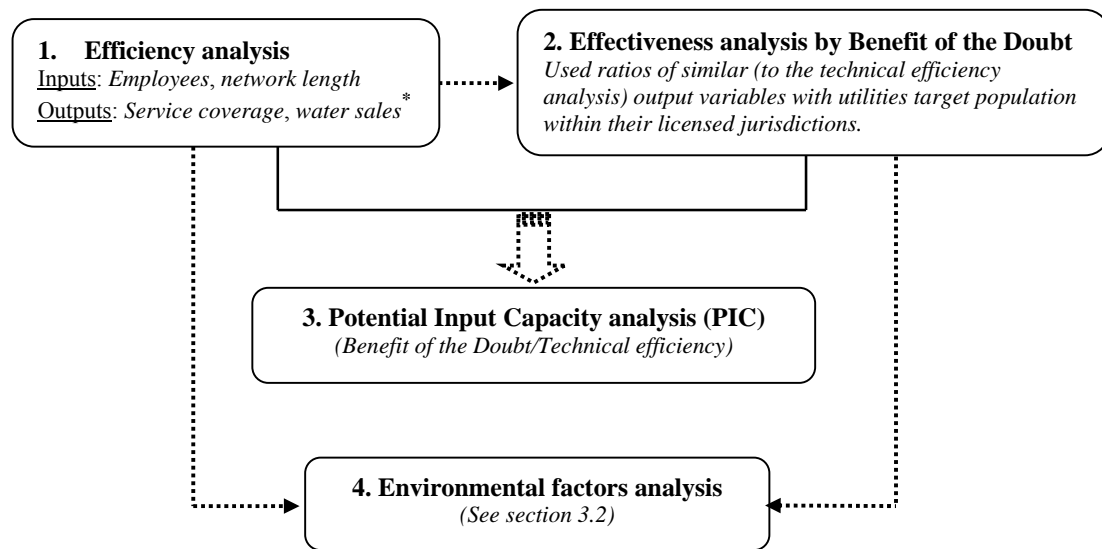 1. Efficiency analysis
Inputs: Employees, network length
Outputs: Service coverage, water sales*
2. Effectiveness analysis by Benefit of the Doubt
Used ratios of similar (to the technical efficiency
analysis) output variables with utilities target population
within their licensed jurisdictions.
3. Potential Input Capacity analysis (PIC)
(Benefit of the Doubt/Technical efficiency)
4. Environmental factors analysis
(See section 3.2)